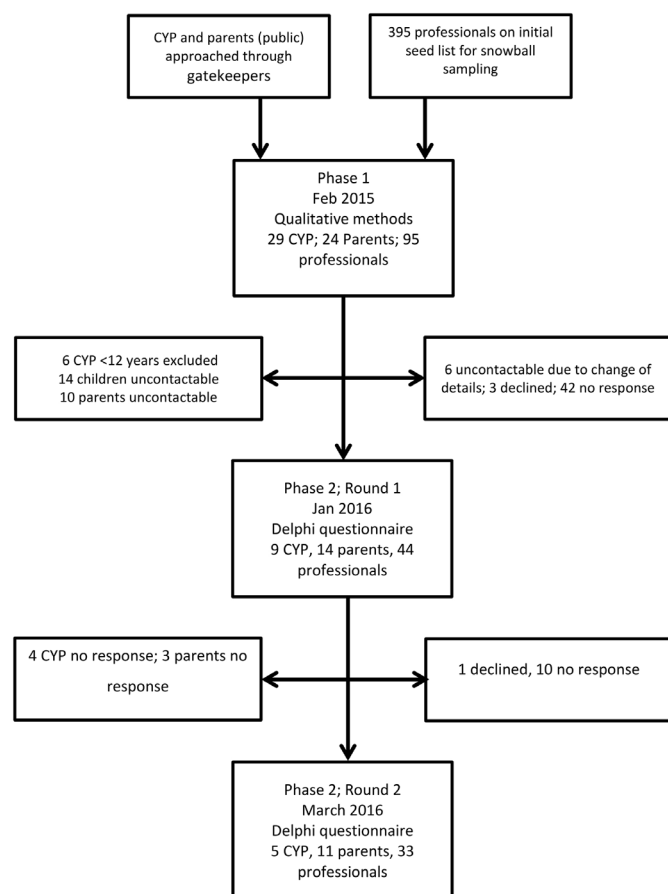 CYP and parents (public)
approached through
gatekeepers
395 professionals on initial
seed list for snowball
sampling
Phase 1
Feb 2015
Qualitative methods
29 CYP; 24 Parents; 95
professionals
6 CYP <12 years excluded
14 children uncontactable
10 parents uncontactable
6 uncontactable due to change of
details; 3 declined; 42 no response
Phase 2; Round 1
Jan 2016
Delphi questionnaire
9 CYP, 14 parents, 44
professionals
4 CYP no response; 3 parents no
response
1 declined, 10 no response
Phase 2; Round 2
March 2016
Delphi questionnaire
5 CYP, 11 parents, 33
professionals